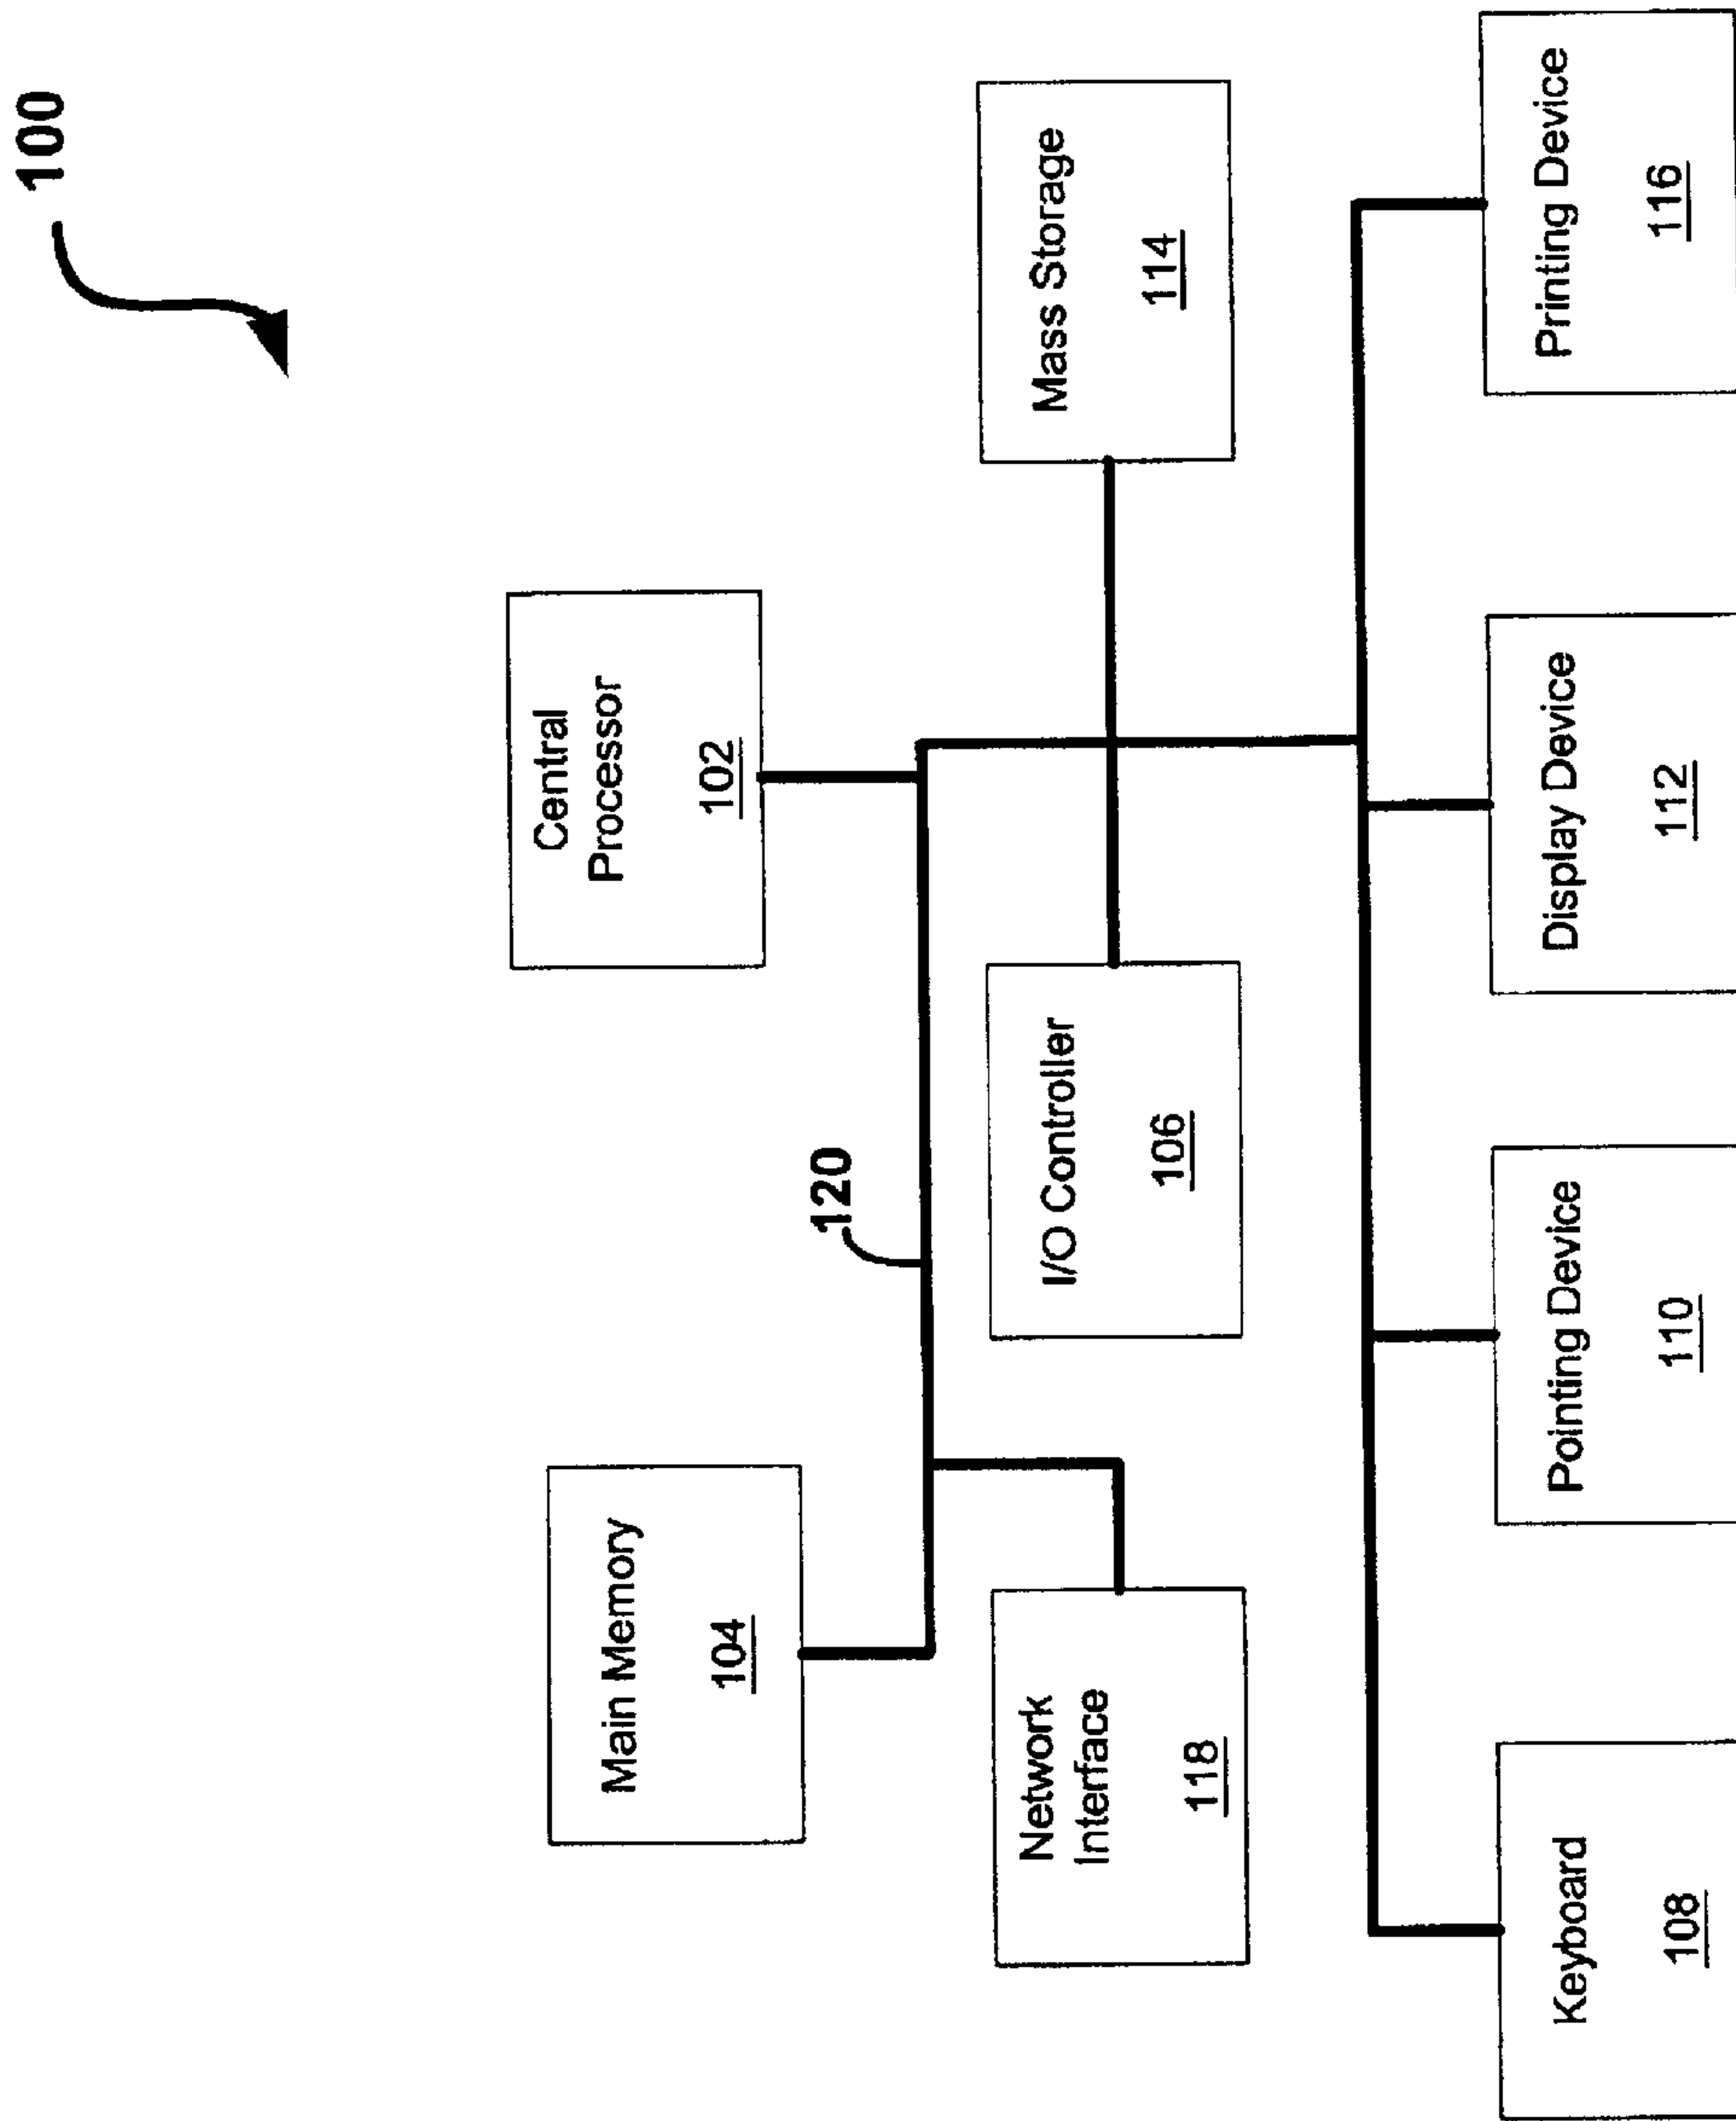 100
Central
Processor
102
Main Memory
104
120
Mass Storage
114
I/O Controller
106
Network
Interface
118
Keyboard
108
Pointing Device
110
Display Device
112
Printing Device
116